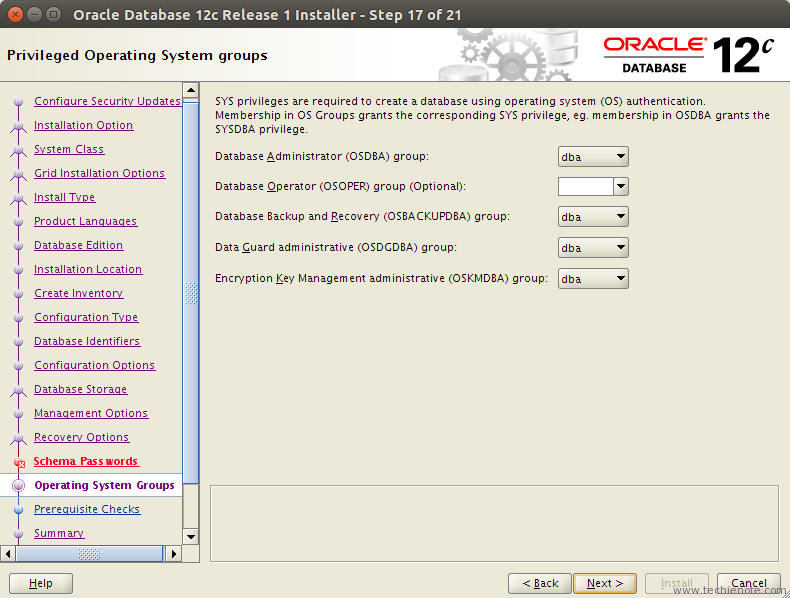 Oracle Database 12c Release 1 Installer - Step 17 of 21
Privileged Operating System groups
ORACLE®
DATABASE
12c
Configure Security Updates
Installation Option
System Class
Grid Installation Options
Install Type
Product Languages
Database Edition
Installation Location
Create Inventory
Configuration Type
Database Identifiers
Configuration Options
Database Storage
Management Options
Recovery Options
Schema Passwords
Operating System Groups
Prerequisite Checks
Summary
SYS privileges are required to create a database using operating system (OS) authentication.
Membership in OS Groups grants the corresponding SYS privilege, eg. membership in OSDBA grants the
SYSDBA privilege.
Database Administrator (OSDBA) group: dba
Database Operator (OSOPER) group (Optional):
Database Backup and Recovery (OSBACKUPDBA) group: dba
Data Guard administrative (OSDGDBA) group: dba
Encryption Key Management administrative (OSKMDBA) group: dba
Help
< Back
Next >
Install
Cancel
www.techienote.com